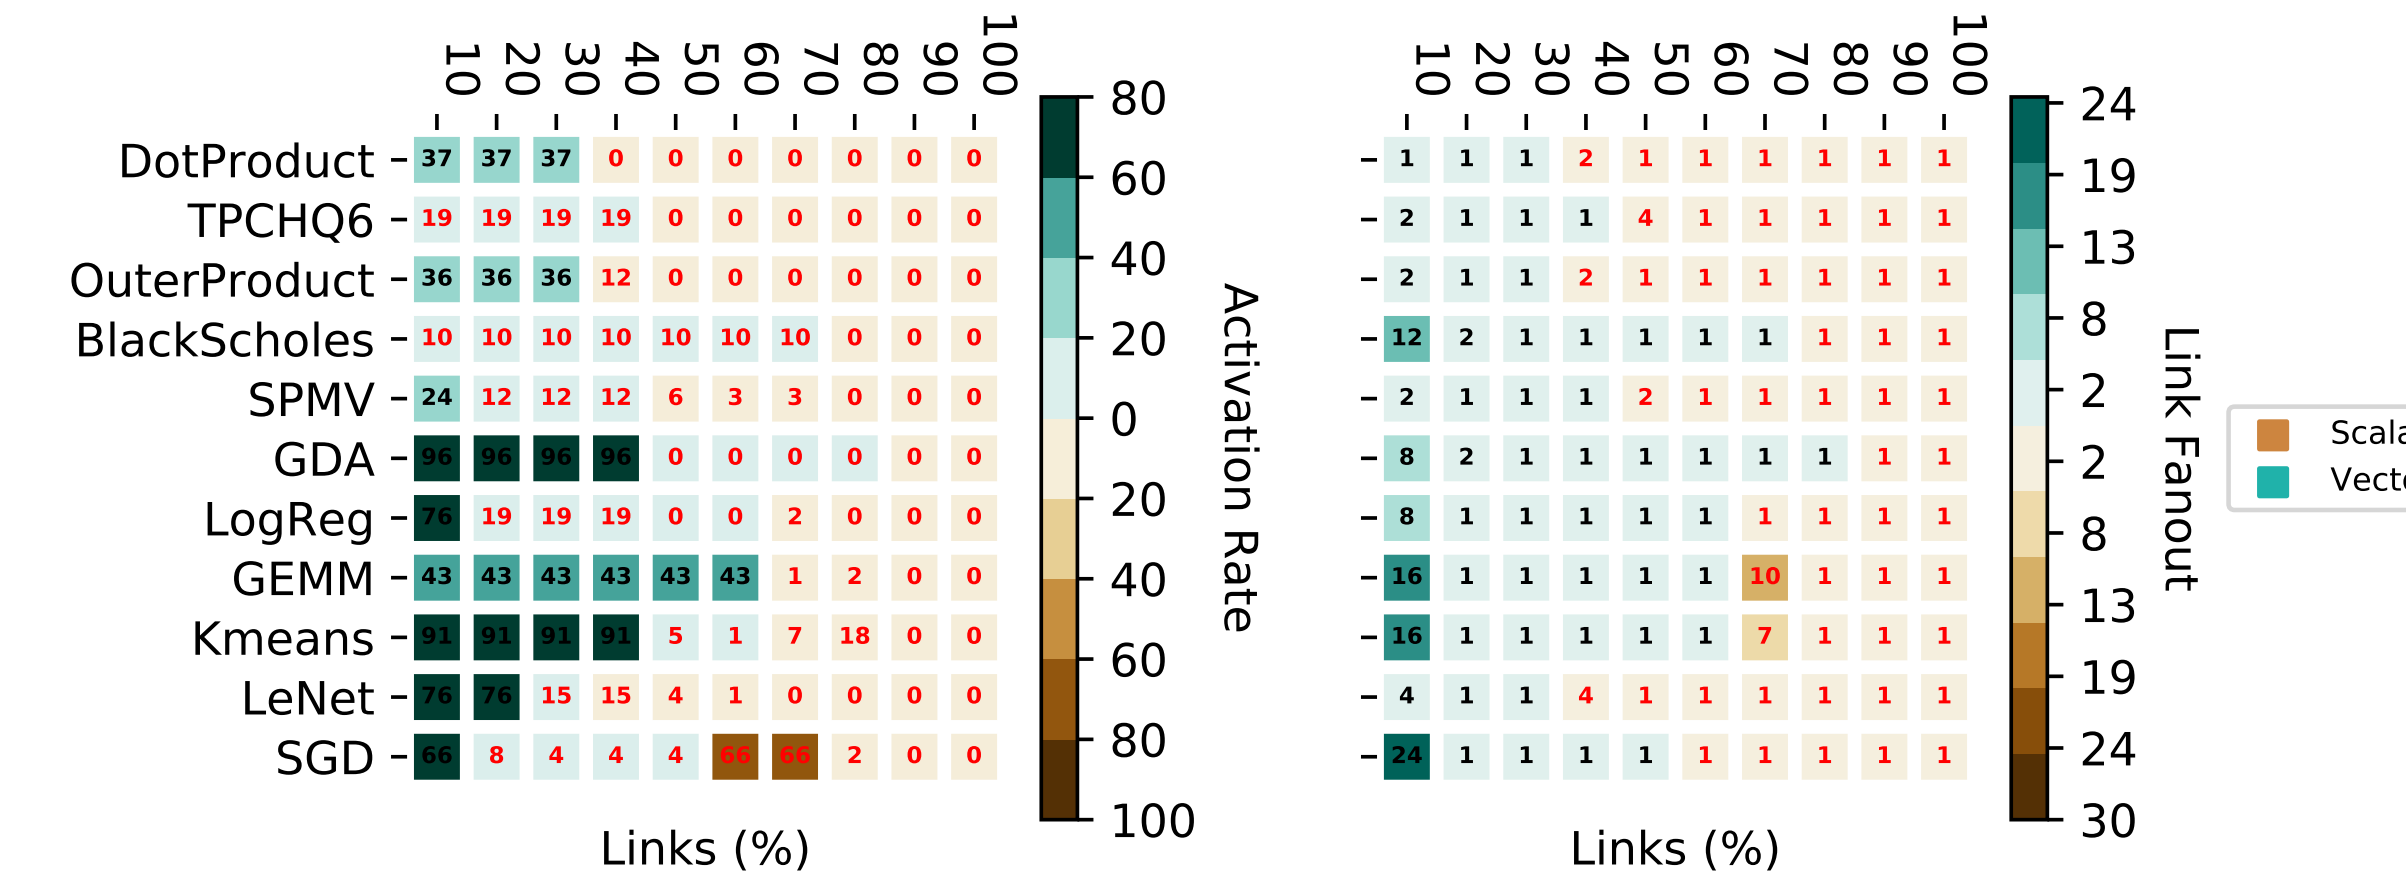 10 20 30 40 50 60 70 80 90 100
DotProduct 37 37 37 0 0 0 0 0 0 0
TPCHQ6 19 19 19 19 0 0 0 0 0 0
OuterProduct 36 36 36 12 0 0 0 0 0 0
BlackScholes 10 10 10 10 10 10 10 0 0 0
SPMV 24 12 12 12 6 3 3 0 0 0
GDA 96 96 96 96 0 0 0 0 0 0
LogReg 76 19 19 19 0 0 2 0 0 0
GEMM 43 43 43 43 43 43 1 2 0 0
Kmeans 91 91 91 91 5 1 7 18 0 0
LeNet 76 76 15 15 4 1 0 0 0 0
SGD 66 8 4 4 4 66 66 2 0 0
Links (%)
80
60
40
20
0
20
40
60
80
100
Activation Rate
10 20 30 40 50 60 70 80 90 100
1 1 1 2 1 1 1 1 1 1
2 1 1 1 4 1 1 1 1 1
2 1 1 2 1 1 1 1 1 1
12 2 1 1 1 1 1 1 1 1
2 1 1 1 2 1 1 1 1 1
8 2 1 1 1 1 1 1 1 1
8 1 1 1 1 1 1 1 1 1
16 1 1 1 1 1 10 1 1 1
16 1 1 1 1 1 7 1 1 1
4 1 1 4 1 1 1 1 1 1
24 1 1 1 1 1 1 1 1 1
Links (%)
24
19
13
8
2
2
8
13
19
24
30
Link Fanout
Scala
Vect